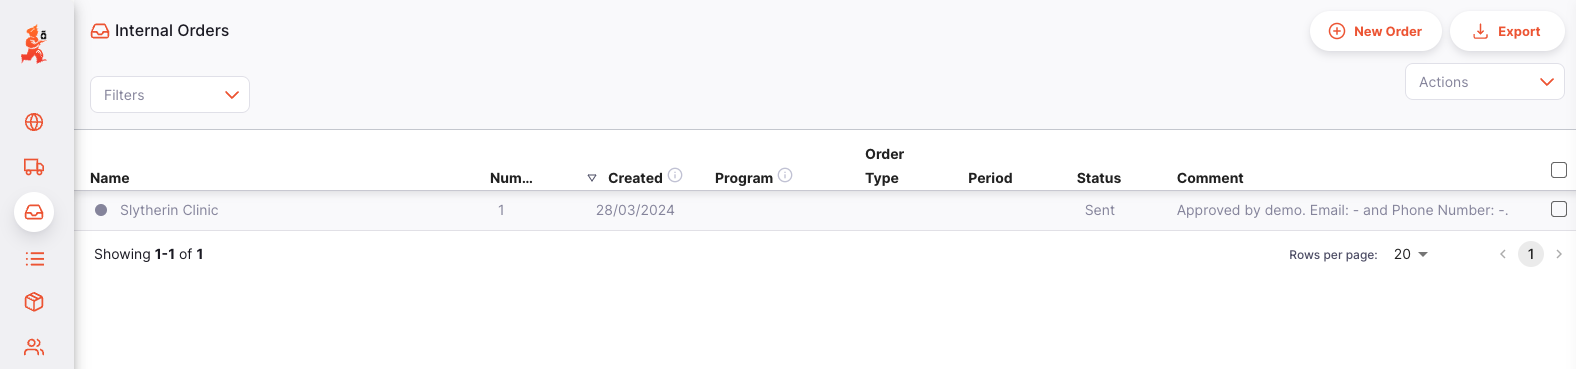 Internal Orders
New Order
Export
Filters
Actions
Name Num... Created Program Order Type Period Status Comment
Slytherin Clinic 1 28/03/2024 Sent Approved by demo. Email: - and Phone Number: -.
Showing 1-1 of 1
Rows per page: 20
1